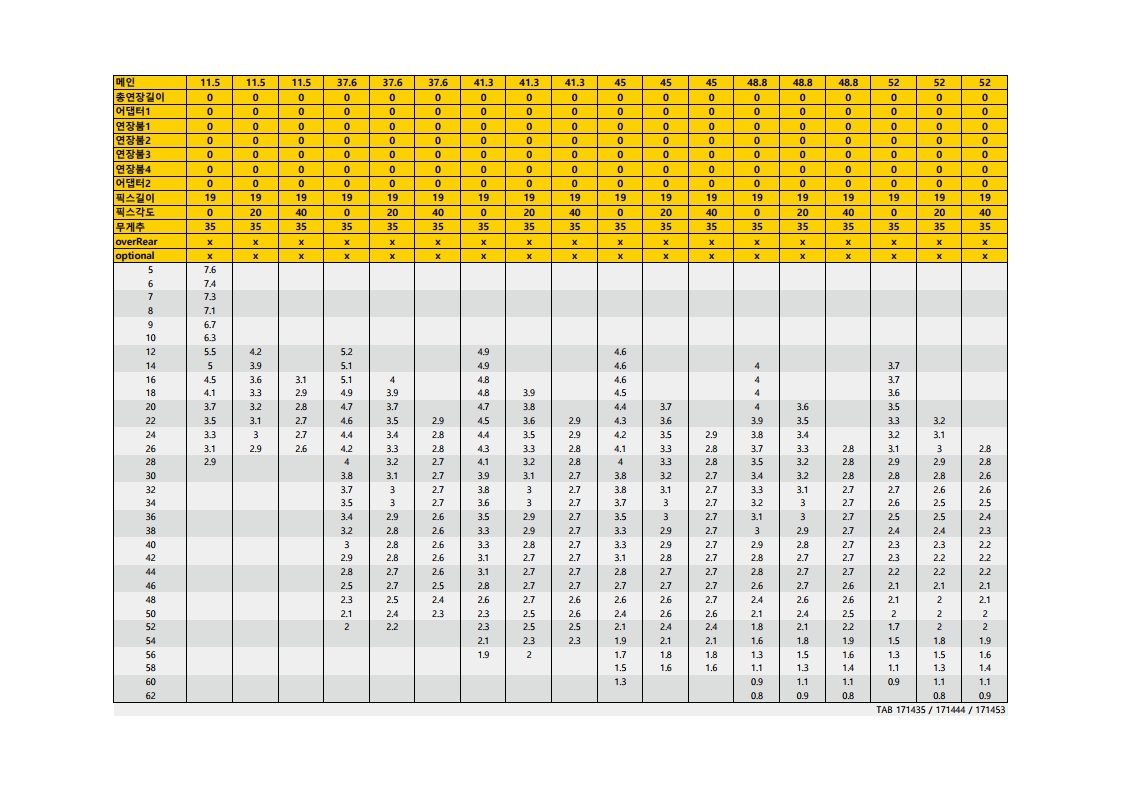 메인 11.5 11.5 11.5 37.6 37.6 37.6 41.3 41.3 41.3 45 45 45 48.8 48.8 48.8 52 52 52
총연장길이 0 0 0 0 0 0 0 0 0 0 0 0 0 0 0 0 0 0
어댑터1 0 0 0 0 0 0 0 0 0 0 0 0 0 0 0 0 0 0
연장붐1 0 0 0 0 0 0 0 0 0 0 0 0 0 0 0 0 0 0
연장붐2 0 0 0 0 0 0 0 0 0 0 0 0 0 0 0 0 0 0
연장붐3 0 0 0 0 0 0 0 0 0 0 0 0 0 0 0 0 0 0
연장붐4 0 0 0 0 0 0 0 0 0 0 0 0 0 0 0 0 0 0
어댑터2 0 0 0 0 0 0 0 0 0 0 0 0 0 0 0 0 0 0
픽스길이 19 19 19 19 19 19 19 19 19 19 19 19 19 19 19 19 19 19
픽스각도 0 20 40 0 20 40 0 20 40 0 20 40 0 20 40 0 20 40
무게추 35 35 35 35 35 35 35 35 35 35 35 35 35 35 35 35 35 35
overRear x x x x x x x x x x x x x x x x x x
optional x x x x x x x x x x x x x x x x x x
5 7.6
6 7.4
7 7.3
8 7.1
9 6.7
10 6.3
12 5.5 4.2 5.2 4.9 4.6
14 5 3.9 5.1 4.9 4.6 4 3.7
16 4.5 3.6 3.1 5.1 4 4.8 4.6 4 3.7
18 4.1 3.3 2.9 4.9 3.9 4.8 3.9 4.5 4 3.6
20 3.7 3.2 2.8 4.7 3.7 4.7 3.8 4.4 3.7 4 3.6 3.5
22 3.5 3.1 2.7 4.6 3.5 2.9 4.5 3.6 2.9 4.3 3.6 3.9 3.5 3.3 3.2
24 3.3 3 2.7 4.4 3.4 2.8 4.4 3.5 2.9 4.2 3.5 2.9 3.8 3.4 3.2 3.1
26 3.1 2.9 2.6 4.2 3.3 2.8 4.3 3.3 2.8 4.1 3.3 2.8 3.7 3.3 2.8 3.1 3 2.8
28 2.9 4 3.2 2.7 4.1 3.2 2.8 4 3.3 2.8 3.5 3.2 2.8 2.9 2.9 2.8
30 3.8 3.1 2.7 3.9 3.1 2.7 3.8 3.2 2.7 3.4 3.2 2.8 2.8 2.8 2.6
32 3.7 3 2.7 3.8 3 2.7 3.8 3.1 2.7 3.3 3.1 2.7 2.7 2.6 2.6
34 3.5 3 2.7 3.6 3 2.7 3.7 3 2.7 3.2 3 2.7 2.6 2.5 2.5
36 3.4 2.9 2.6 3.5 2.9 2.7 3.5 3 2.7 3.1 3 2.7 2.5 2.5 2.4
38 3.2 2.8 2.6 3.3 2.9 2.7 3.3 2.9 2.7 3 2.9 2.7 2.4 2.4 2.3
40 3 2.8 2.6 3.3 2.8 2.7 3.3 2.9 2.7 2.9 2.8 2.7 2.3 2.3 2.2
42 2.9 2.8 2.6 3.1 2.7 2.7 3.1 2.8 2.7 2.8 2.7 2.7 2.3 2.2 2.2
44 2.8 2.7 2.6 3.1 2.7 2.7 2.8 2.7 2.7 2.8 2.7 2.7 2.2 2.2 2.2
46 2.5 2.7 2.5 2.8 2.7 2.7 2.7 2.7 2.7 2.6 2.7 2.6 2.1 2.1 2.1
48 2.3 2.5 2.4 2.6 2.7 2.6 2.7 2.6 2.7 2.4 2.6 2.6 2.1 2 2.1
50 2.1 2.4 2.3 2.3 2.5 2.6 2.4 2.6 2.6 2.1 2.4 2.5 2 2 2
52 2 2.2 2.3 2.5 2.5 2.1 2.4 2.4 1.8 2.1 2.2 1.7 2 2
54 2.1 2.3 2.3 1.9 2.1 2.1 1.6 1.8 1.9 1.5 1.8 1.9
56 1.9 2 1.7 1.8 1.8 1.3 1.5 1.6 1.3 1.5 1.6
58 1.5 1.6 1.6 1.1 1.3 1.4 1.1 1.3 1.4
60 1.3 0.9 1.1 1.1 0.9 1.1 1.1
62 0.8 0.9 0.8 0.8 0.9
TAB 171435 / 171444 / 171453